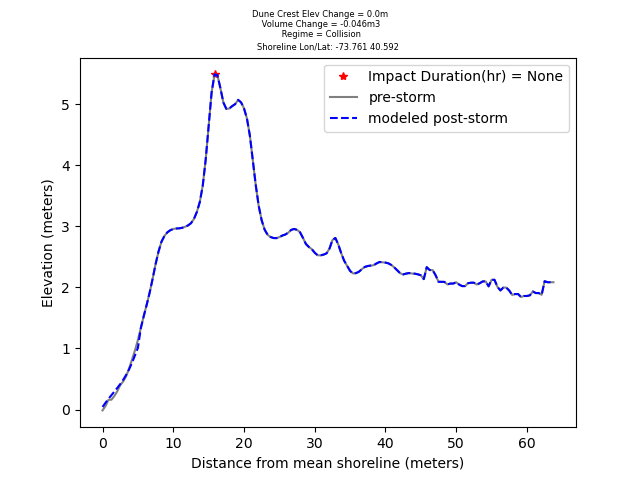 Dune Crest Elev Change = 0.0m
Volume Change = -0.046m3
Regime = Collision
Shoreline Lon/Lat: -73.761 40.592
Impact Duration(hr) = None
pre-storm
modeled post-storm
Elevation (meters)
5
4
3
2
1
0
0 10 20 30 40 50 60
Distance from mean shoreline (meters)